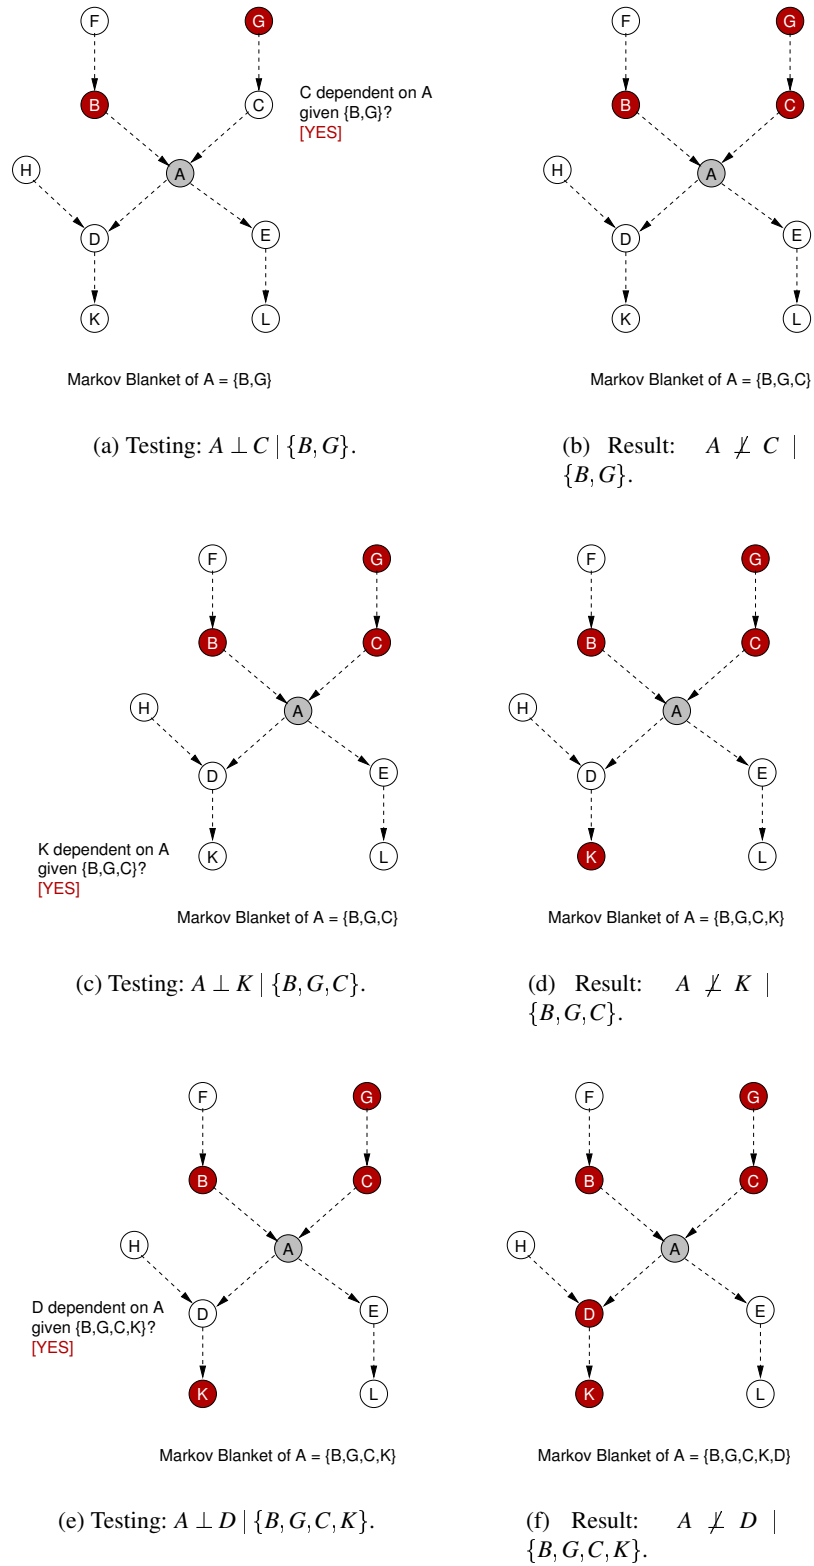 F
G
B
C
C dependent on A
given {B,G}?
[YES]
H
A
D
E
K
L
Markov Blanket of A = {B,G}
(a) Testing: A ⊥ C | {B, G}.
F
G
B
C
H
A
D
E
K
L
Markov Blanket of A = {B,G,C}
(b) Result: A ⊥̸ C |
{B, G}.
F
G
B
C
H
A
D
E
K
L
K dependent on A
given {B,G,C}?
[YES]
Markov Blanket of A = {B,G,C}
(c) Testing: A ⊥ K | {B, G, C}.
F
G
B
C
H
A
D
E
K
L
Markov Blanket of A = {B,G,C,K}
(d) Result: A ⊥̸ K |
{B, G, C}.
F
G
B
C
H
A
D
E
D dependent on A
given {B,G,C,K}?
[YES]
K
L
Markov Blanket of A = {B,G,C,K}
(e) Testing: A ⊥ D | {B, G, C, K}.
F
G
B
C
H
A
D
E
K
L
Markov Blanket of A = {B,G,C,K,D}
(f) Result: A ⊥̸ D |
{B, G, C, K}.